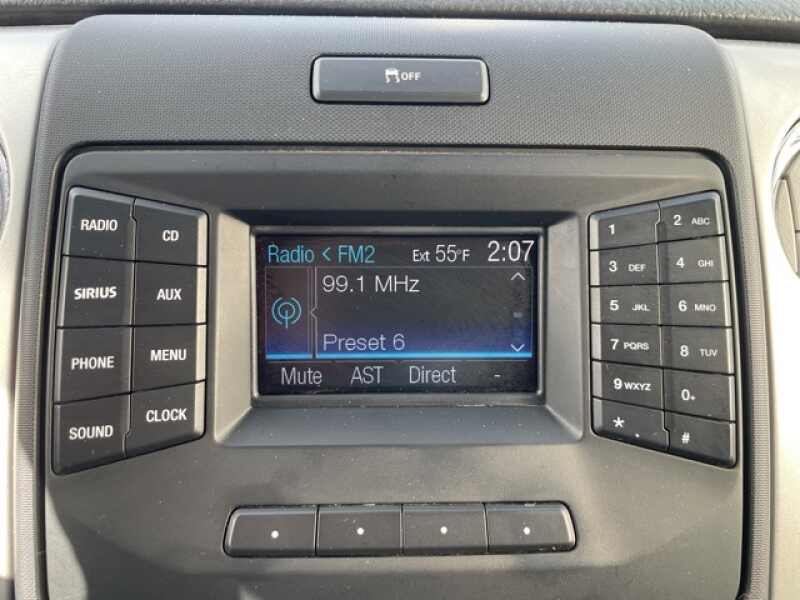 OFF
RADIO
CD
SIRIUS
AUX
PHONE
MENU
SOUND
CLOCK
Radio < FM2 Ext 55°F 2:07
99.1 MHz
Preset 6
Mute AST Direct -
1
2 ABC
3 DEF
4 GHI
5 JKL
6 MNO
7 PQRS
8 TUV
9 WXYZ
0+
* .
#